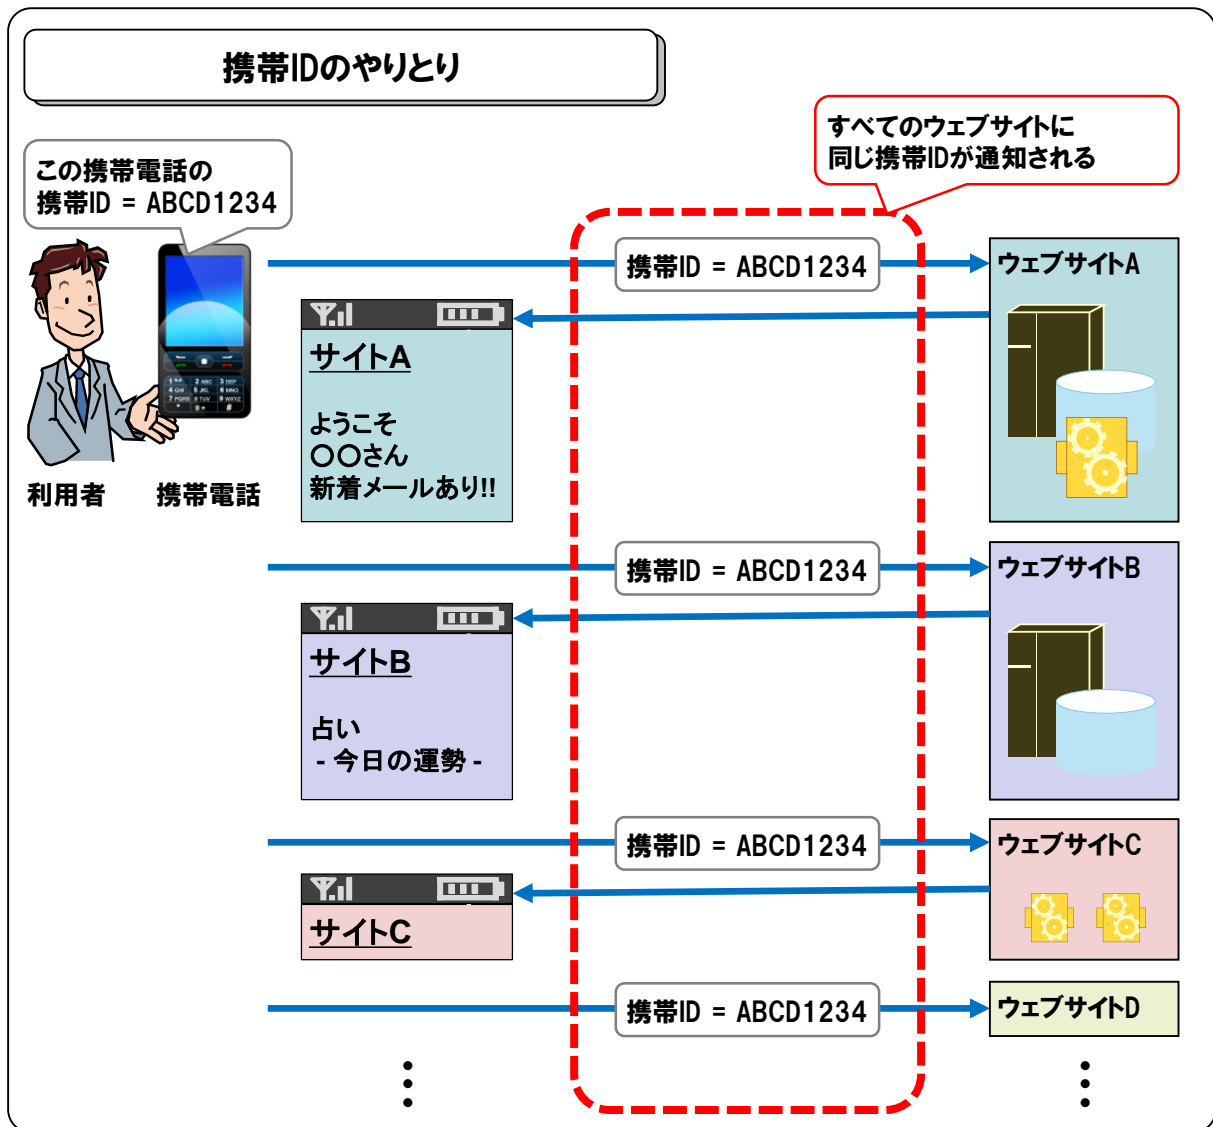 携帯IDのやりとり
すべてのウェブサイトに
同じ携帯IDが通知される
この携帯電話の
携帯ID = ABCD1234
利用者
携帯電話
携帯ID = ABCD1234
ウェブサイトA
サイトA
ようこそ
〇〇さん
新着メールあり!!
携帯ID = ABCD1234
ウェブサイトB
サイトB
占い
- 今日の運勢 -
携帯ID = ABCD1234
ウェブサイトC
サイトC
携帯ID = ABCD1234
ウェブサイトD